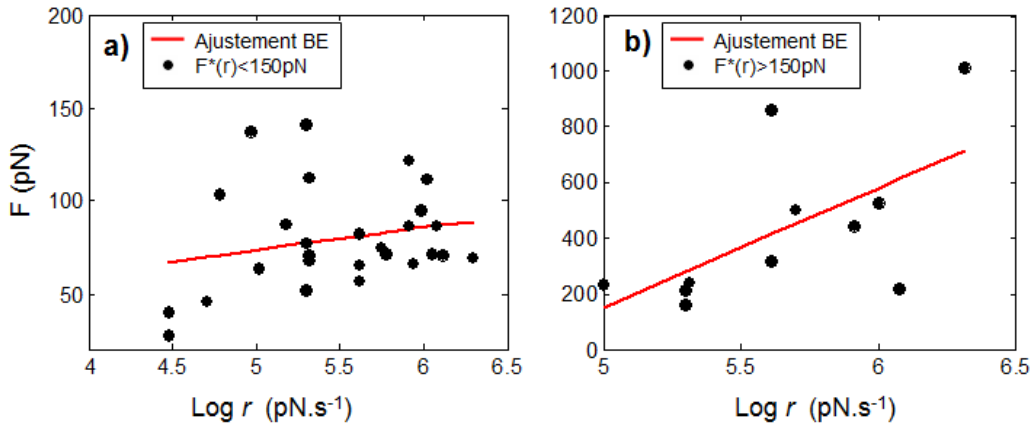 a)
Ajustement BE
F*(r)<150pN
200
150
100
50
4
4.5
5
5.5
6
6.5
F (pN)
Log r (pN.s⁻¹)
b)
Ajustement BE
F*(r)>150pN
1200
1000
800
600
400
200
0
5
5.5
6
6.5
Log r (pN.s⁻¹)